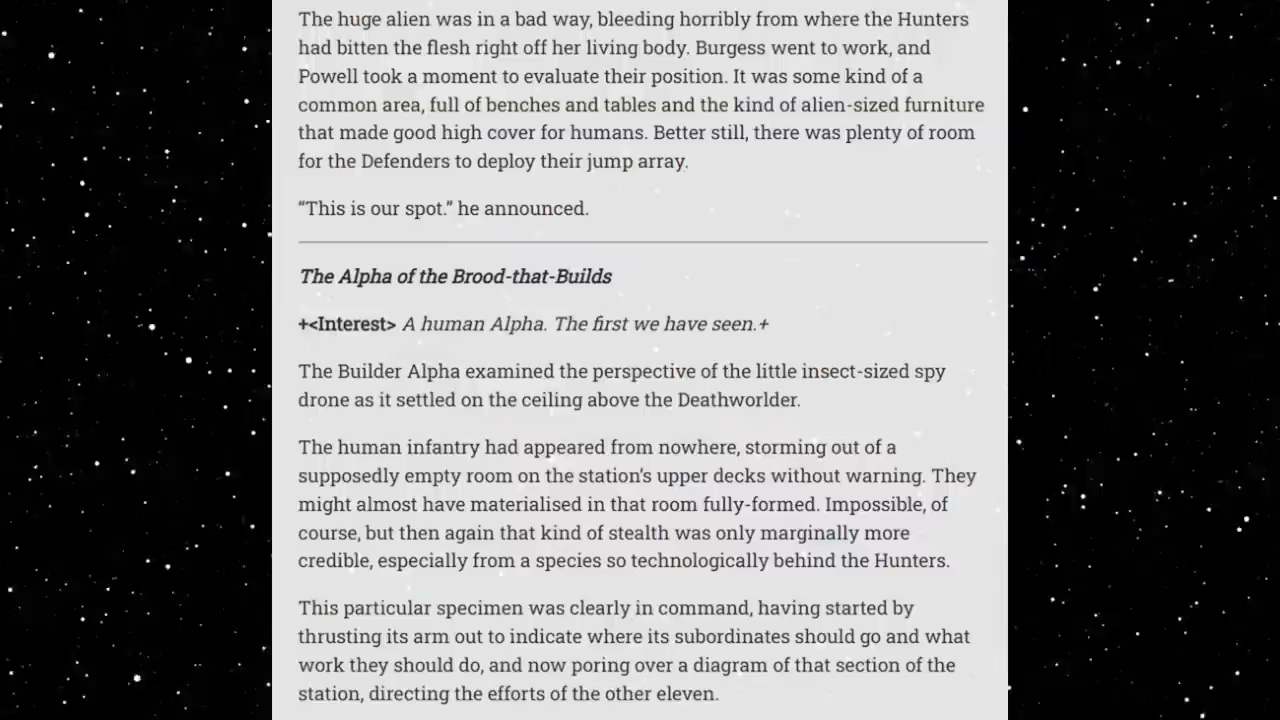 The huge alien was in a bad way, bleeding horribly from where the Hunters
had bitten the flesh right off her living body. Burgess went to work, and
Powell took a moment to evaluate their position. It was some kind of a
common area, full of benches and tables and the kind of alien-sized furniture
that made good high cover for humans. Better still, there was plenty of room
for the Defenders to deploy their jump array.
“This is our spot.” he announced.
The Alpha of the Brood-that-Builds
+<Interest> A human Alpha. The first we have seen.+
The Builder Alpha examined the perspective of the little insect-sized spy
drone as it settled on the ceiling above the Deathworlder.
The human infantry had appeared from nowhere, storming out of a
supposedly empty room on the station’s upper decks without warning. They
might almost have materialised in that room fully-formed. Impossible, of
course, but then again that kind of stealth was only marginally more
credible, especially from a species so technologically behind the Hunters.
This particular specimen was clearly in command, having started by
thrusting its arm out to indicate where its subordinates should go and what
work they should do, and now poring over a diagram of that section of the
station, directing the efforts of the other eleven.